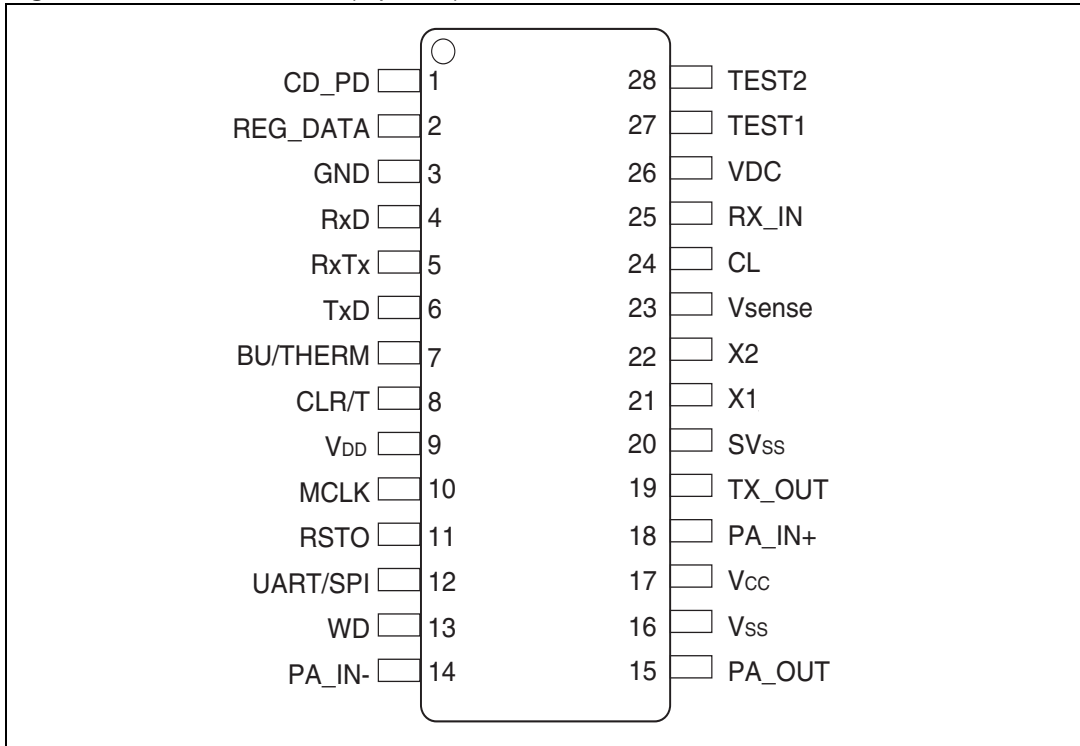 CD_PD 1 28 TEST2
REG_DATA 2 27 TEST1
GND 3 26 VDC
RxD 4 25 RX_IN
RxTx 5 24 CL
TxD 6 23 Vsense
BU/THERM 7 22 X2
CLR/T 8 21 X1
VDD 9 20 SVss
MCLK 10 19 TX_OUT
RSTO 11 18 PA_IN+
UART/SPI 12 17 Vcc
WD 13 16 Vss
PA_IN- 14 15 PA_OUT